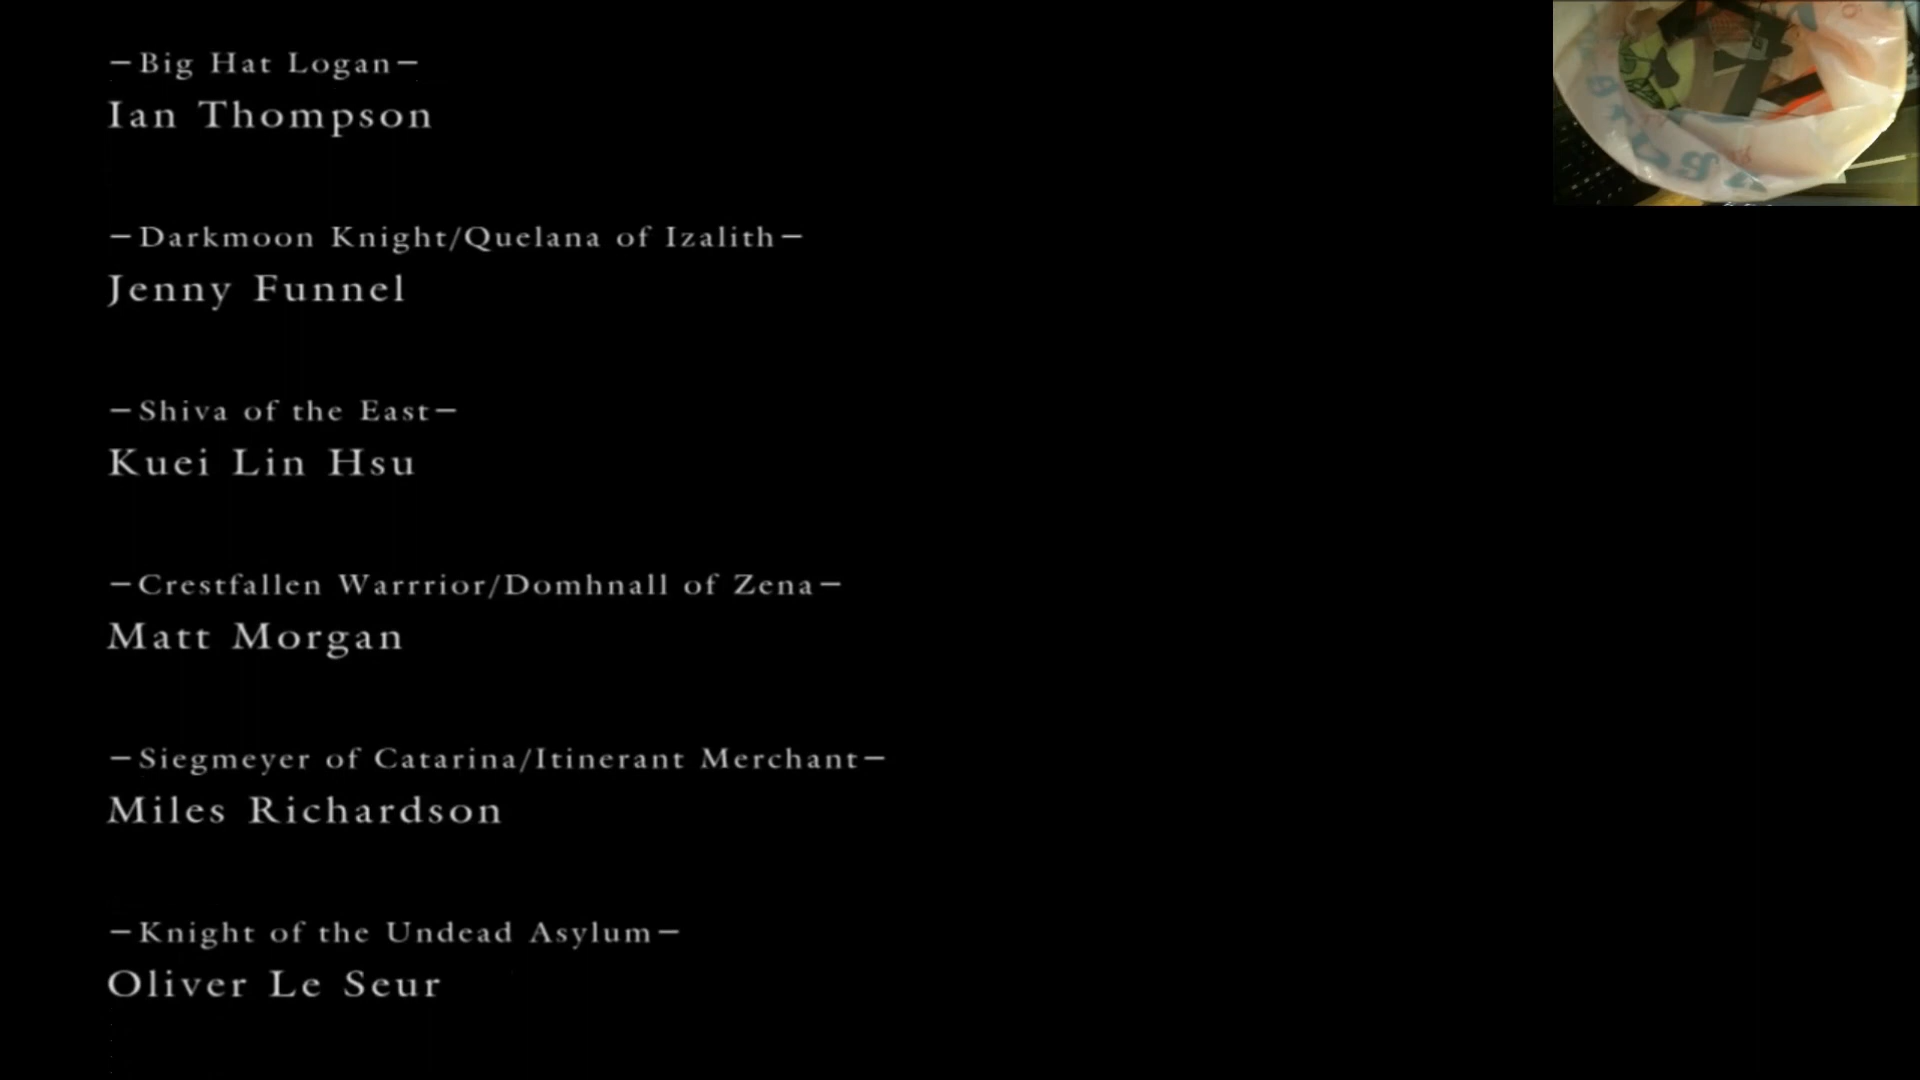 —Big Hat Logan—
Ian Thompson
—Darkmoon Knight/Quelana of Izalith—
Jenny Funnel
—Shiva of the East—
Kuei Lin Hsu
—Crestfallen Warrrior/Domhnall of Zena—
Matt Morgan
—Siegmeyer of Catarina/Itinerant Merchant—
Miles Richardson
—Knight of the Undead Asylum—
Oliver Le Seur